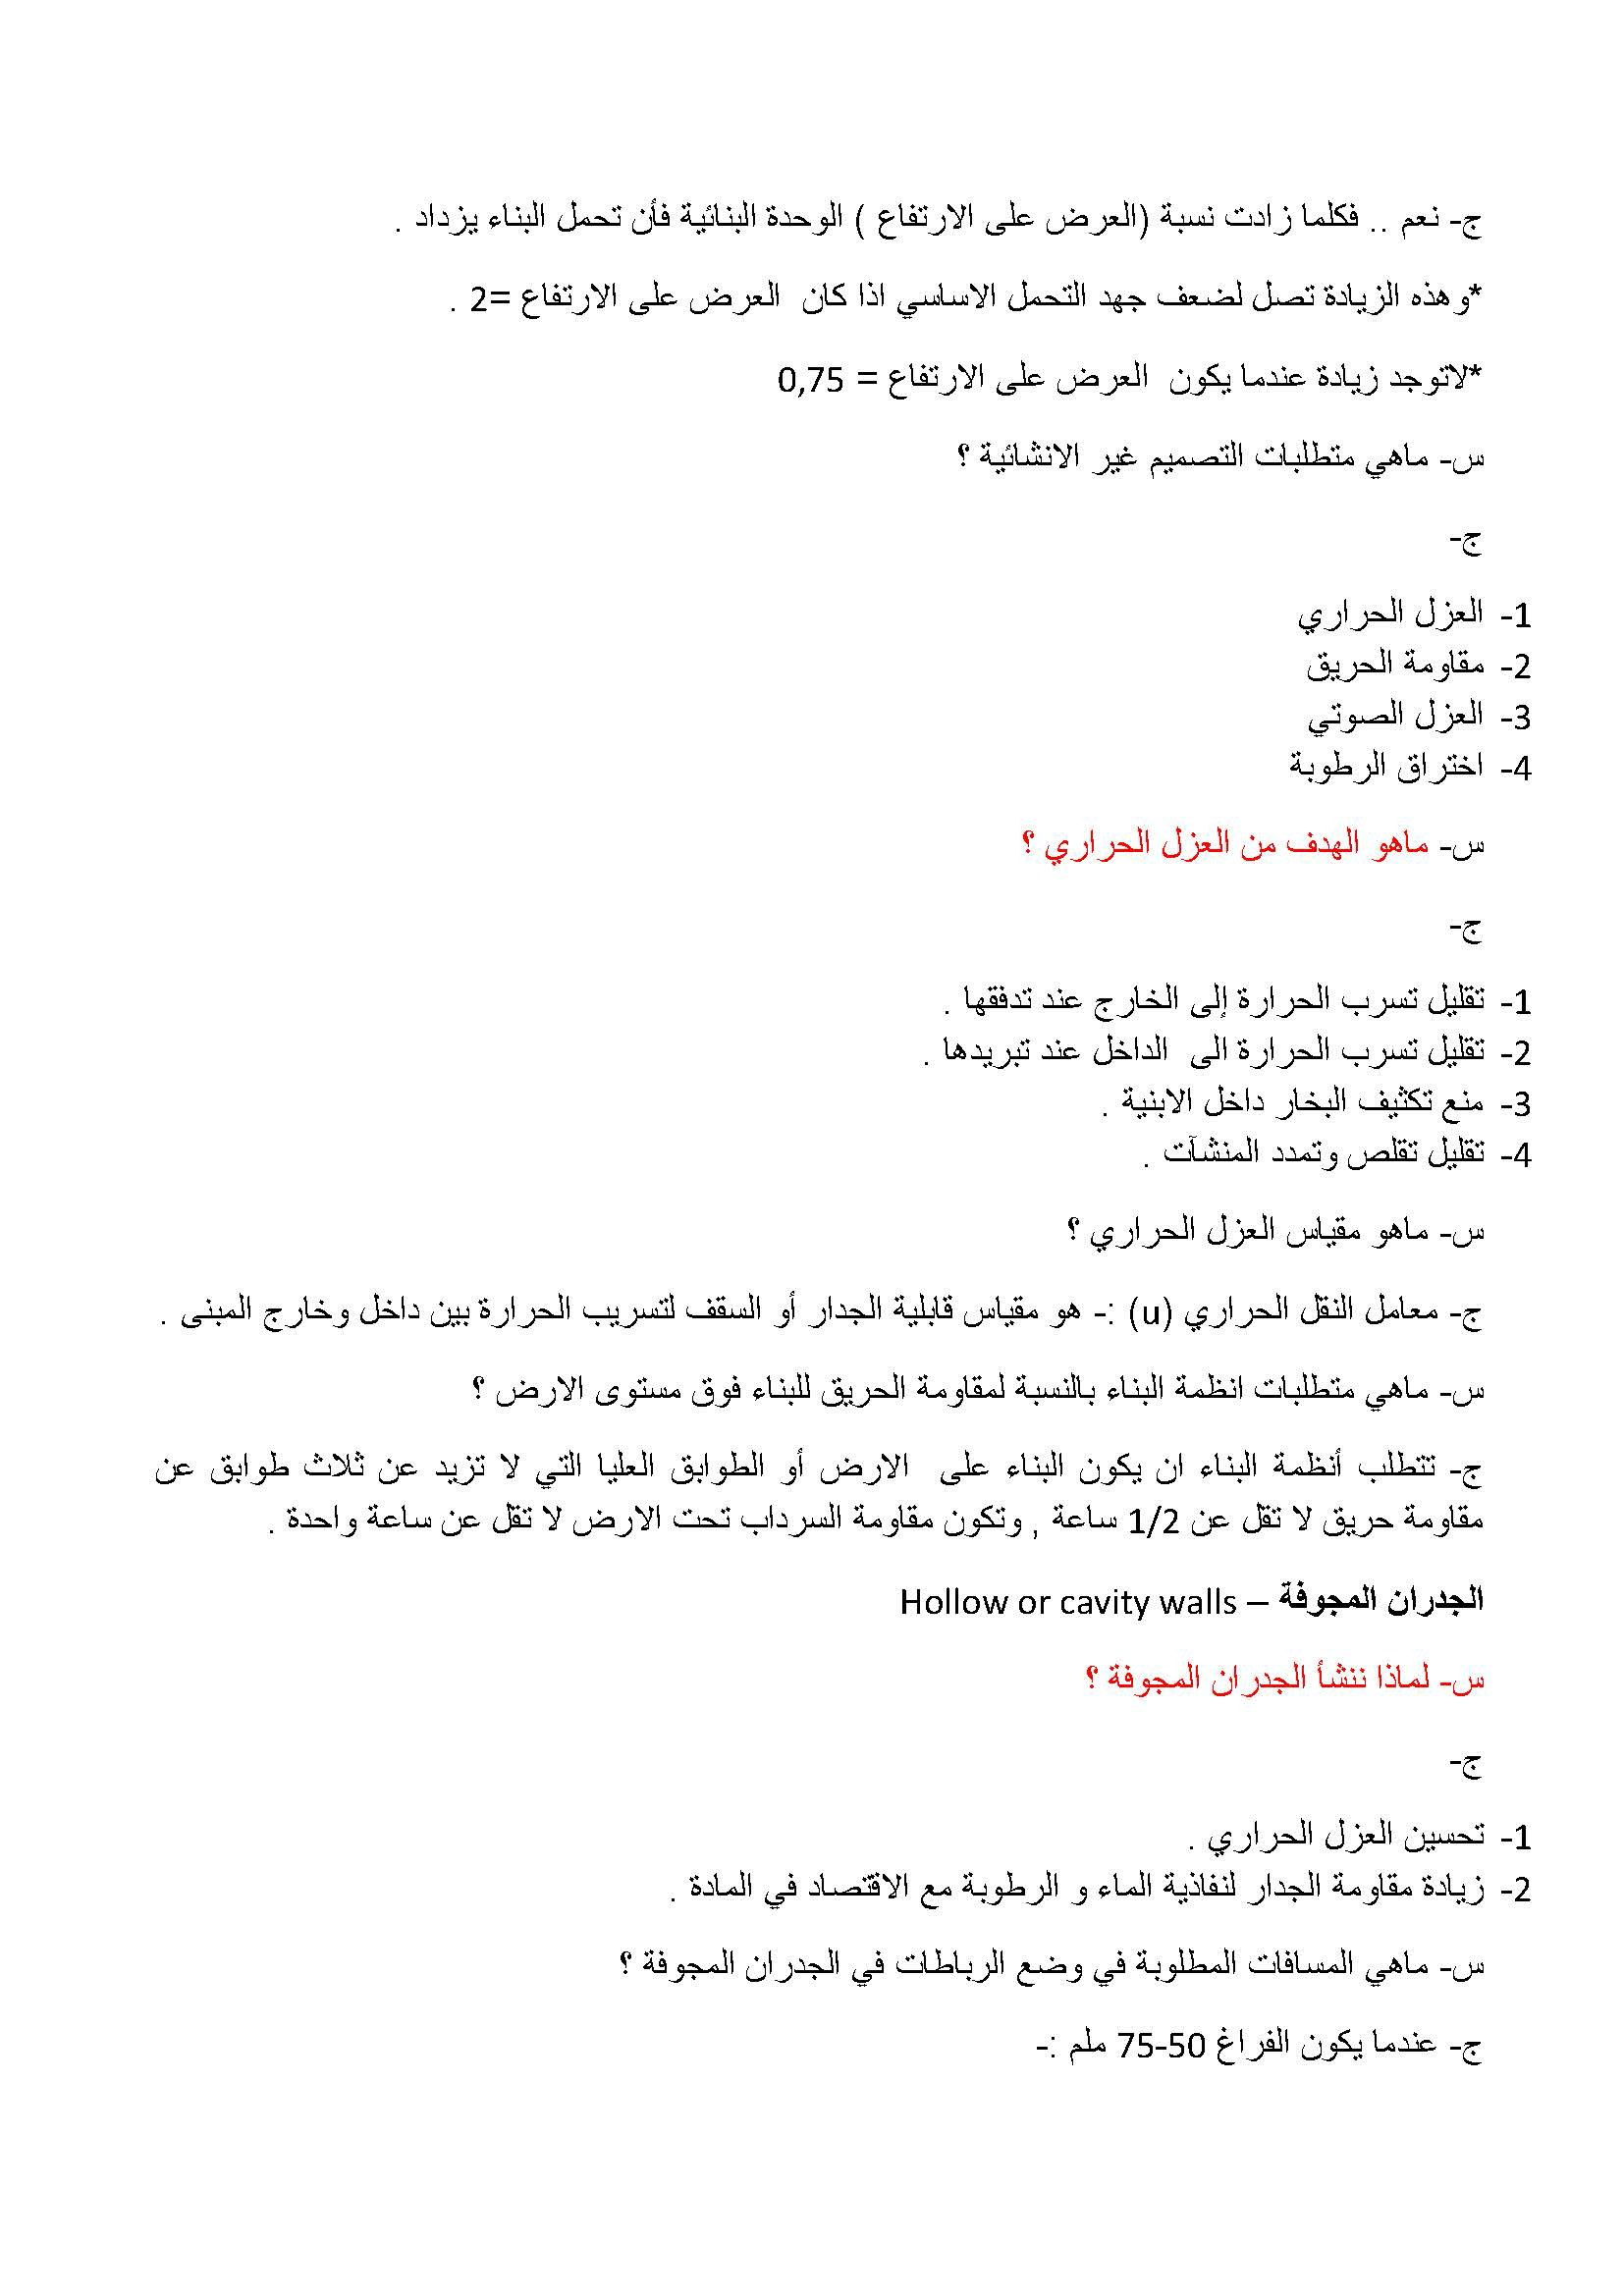 ج- نعم .. فكلما زادت نسبة (العرض على الارتفاع ) الوحدة البنائية فأن تحمل البناء يزداد .
*وهذه الزيادة تصل لضعف جهد التحمل الاساسي اذا كان العرض على الارتفاع =2 .
*لاتوجد زيادة عندما يكون العرض على الارتفاع = 0,75
س- ماهي متطلبات التصميم غير الانشائية ؟
ج-
1- العزل الحراري
2- مقاومة الحريق
3- العزل الصوتي
4- اختراق الرطوبة
س- ماهو الهدف من العزل الحراري ؟
ج-
1- تقليل تسرب الحرارة إلى الخارج عند تدفقها .
2- تقليل تسرب الحرارة الى الداخل عند تبريدها .
3- منع تكثيف البخار داخل الابنية .
4- تقليل تقلص وتمدد المنشآت .
س- ماهو مقياس العزل الحراري ؟
ج- معامل النقل الحراري (u) :- هو مقياس قابلية الجدار أو السقف لتسريب الحرارة بين داخل وخارج المبنى .
س- ماهي متطلبات انظمة البناء بالنسبة لمقاومة الحريق للبناء فوق مستوى الارض ؟
ج- تتطلب أنظمة البناء ان يكون البناء على الارض أو الطوابق العليا التي لا تزيد عن ثلاث طوابق عن
مقاومة حريق لا تقل عن 1/2 ساعة , وتكون مقاومة السرداب تحت الارض لا تقل عن ساعة واحدة .
الجدران المجوفة – Hollow or cavity walls
س- لماذا ننشأ الجدران المجوفة ؟
ج-
1- تحسين العزل الحراري .
2- زيادة مقاومة الجدار لنفاذية الماء و الرطوبة مع الاقتصاد في المادة .
س- ماهي المسافات المطلوبة في وضع الرباطات في الجدران المجوفة ؟
ج- عندما يكون الفراغ 50-75 ملم :-